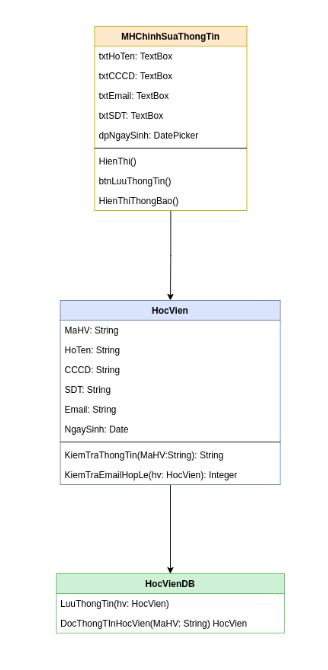 MHChinhSuaThongTin
txtHoTen: TextBox
txtCCCD: TextBox
txtEmail: TextBox
txtSDT: TextBox
dpNgaySinh: DatePicker
HienThi()
btnLuuThongTin()
HienThiThongBao()
HocVien
MaHV: String
HoTen: String
CCCD: String
SDT: String
Email: String
NgaySinh: Date
KiemTraThongTin(MaHV:String): String
KiemTraEmailHopLe(hv: HocVien): Integer
HocVienDB
LuuThongTin(hv: HocVien)
DocThongTInHocVien(MaHV: String) HocVien